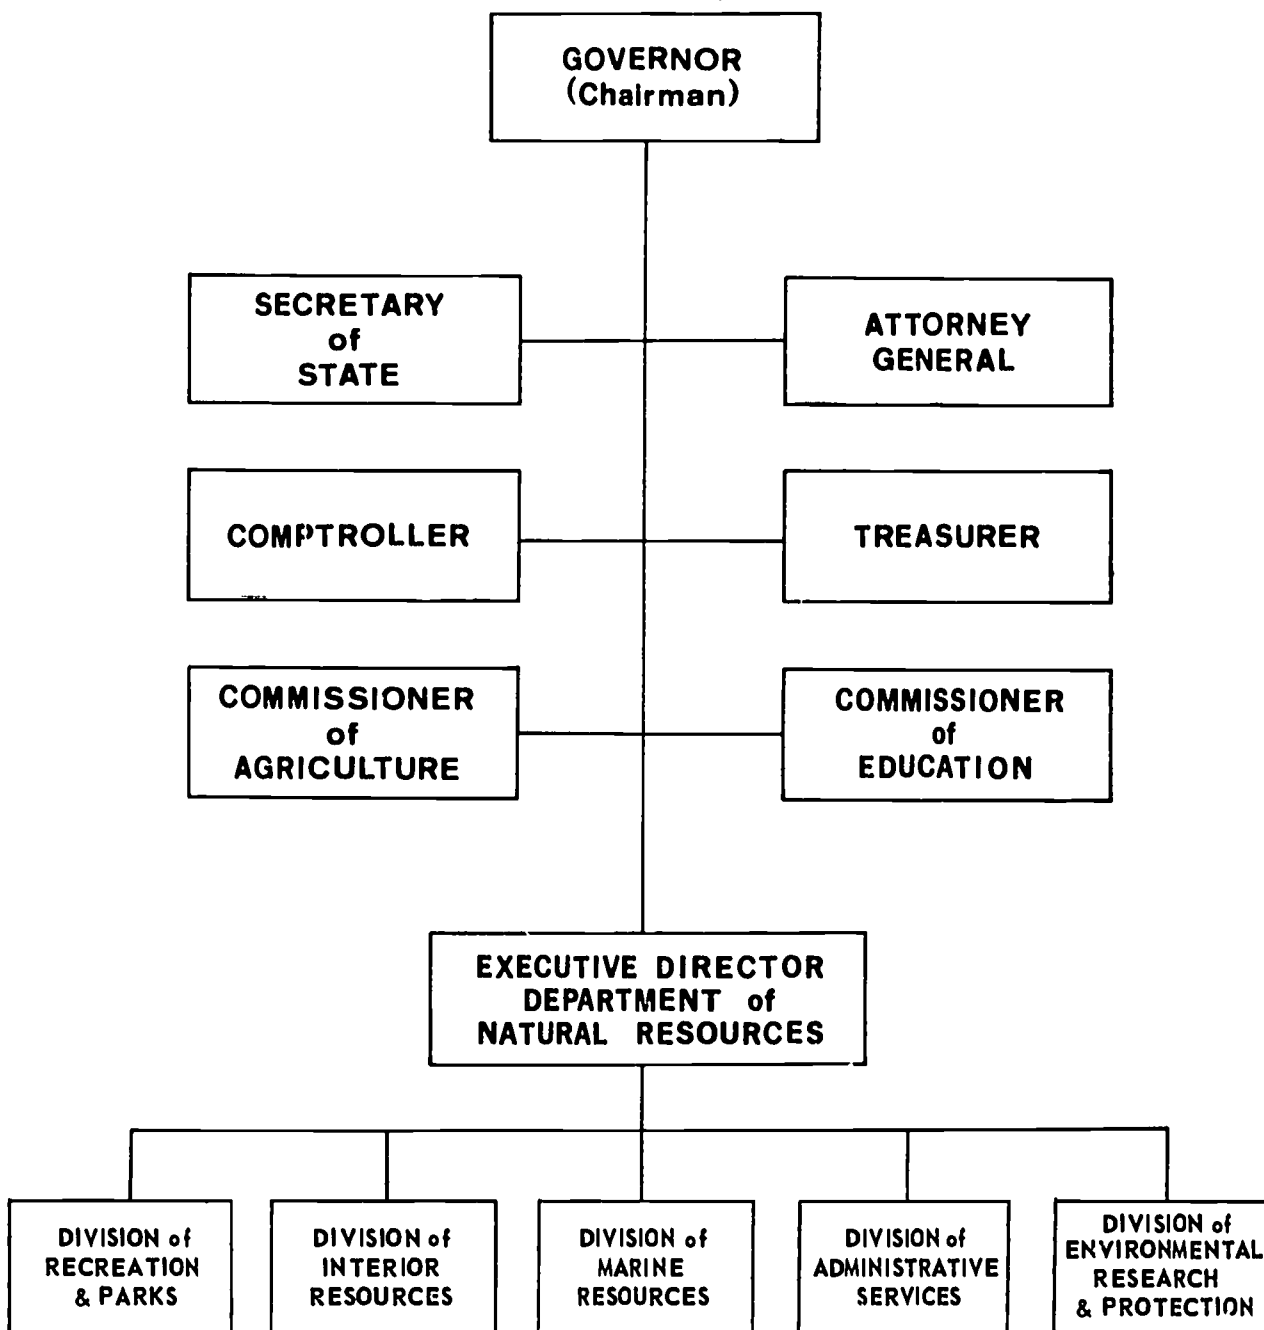 GOVERNOR
(Chairman)
SECRETARY
of
STATE
ATTORNEY
GENERAL
COMPTROLLER
TREASURER
COMMISSIONER
of
AGRICULTURE
COMMISSIONER
of
EDUCATION
EXECUTIVE DIRECTOR
DEPARTMENT of
NATURAL RESOURCES
DIVISION of
RECREATION
& PARKS
DIVISION of
INTERIOR
RESOURCES
DIVISION of
MARINE
RESOURCES
DIVISION of
ADMINISTRATIVE
SERVICES
DIVISION of
ENVIRONMENTAL
RESEARCH
& PROTECTION